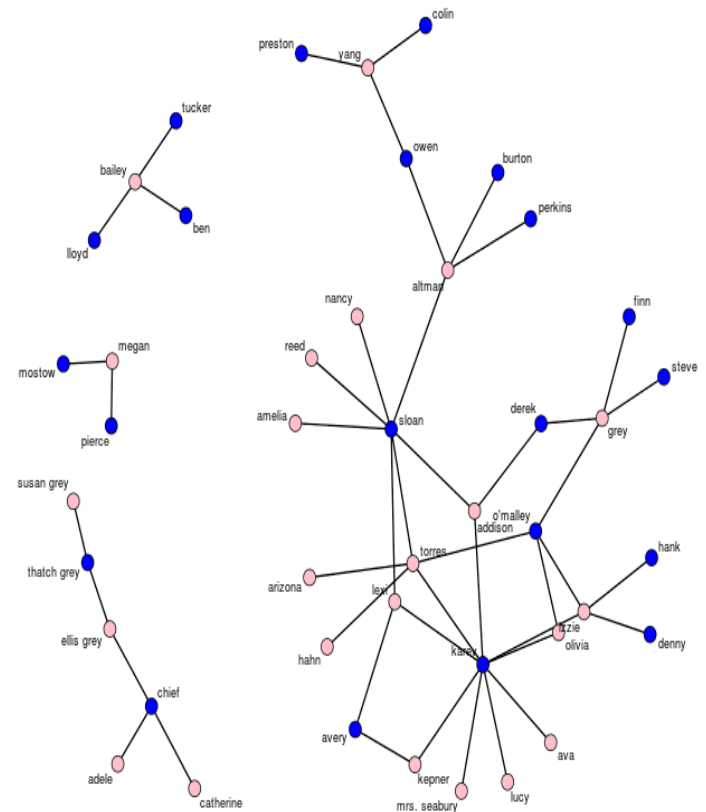 colin
preston
yang
tucker
owen
burton
bailey
perkins
ben
lloyd
altman
finn
nancy
megan
reed
steve
mostow
derek
amelia
sloan
grey
pierce
susan grey
o'malley
addison
torres
hank
thatch grey
arizona
lexi
izzie
ellis grey
olivia
denny
hahn
karev
chief
avery
ava
kepner
adele
lucy
catherine
mrs. seabury